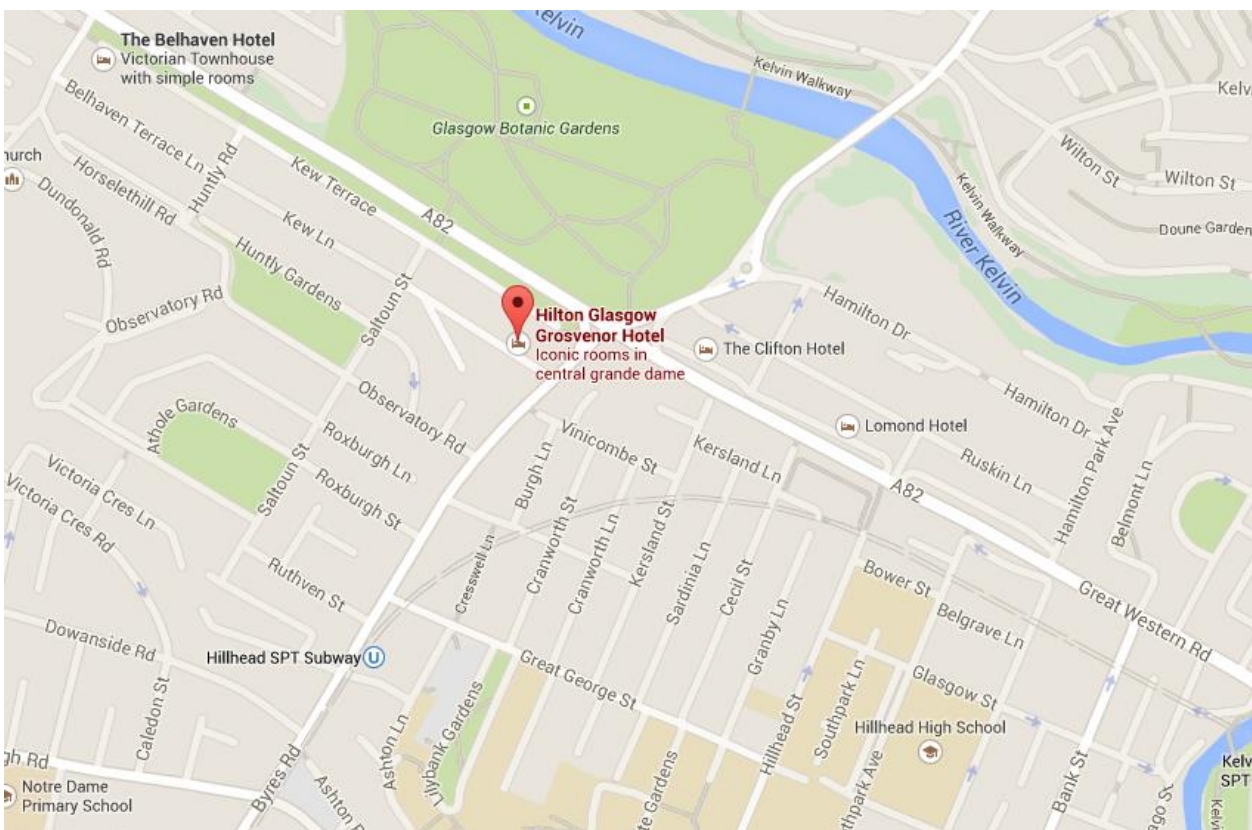 Kelvin
The Belhaven Hotel
Victorian Townhouse
with simple rooms
Kelvin Walkway
Kelv
Glasgow Botanic Gardens
Belhaven Terrace Ln
Wilton St
Wilton St
hurch
Huntly Rd
Kew Terrace
Horselethill Rd
Dundonald Rd
Kelvin Walkway
A82
Kew Ln
River Kelvin
Doune Garden
Huntly Gardens
Observatory Rd
Saltoun St
Hamilton Dr
Hilton Glasgow
Grosvenor Hotel
Iconic rooms in
central grande dame
The Clifton Hotel
Observatory Rd
Hamilton Dr
Athole Gardens
Roxburgh Ln
Burgh Ln
Vinicombe St
Kersland Ln
Lomond Hotel
Ruskin Ln
Hamilton Park Ave
Belmont Ln
Victoria Cres Ln
Victoria Cres Rd
Saltoun St
Roxburgh St
A82
Cresswell Ln
Cranworth St
Cranworth Ln
Kersland St
Sardinia Ln
Cecil St
Granby Ln
Ruthven St
Bower St
Belgrave Ln
Great Western Rd
Dowanside Rd
Hillhead SPT Subway
U
Great George St
Glasgow St
Caledon St
Ashton Ln
Lilybank Gardens
Hillhead St
Southpark Ln
Hillhead High School
gh Rd
Notre Dame
Primary School
Byres Rd
Ashton R
te Gardens
thpark Ave
Bank St
ago St
Kelv
SPT
Kelvi